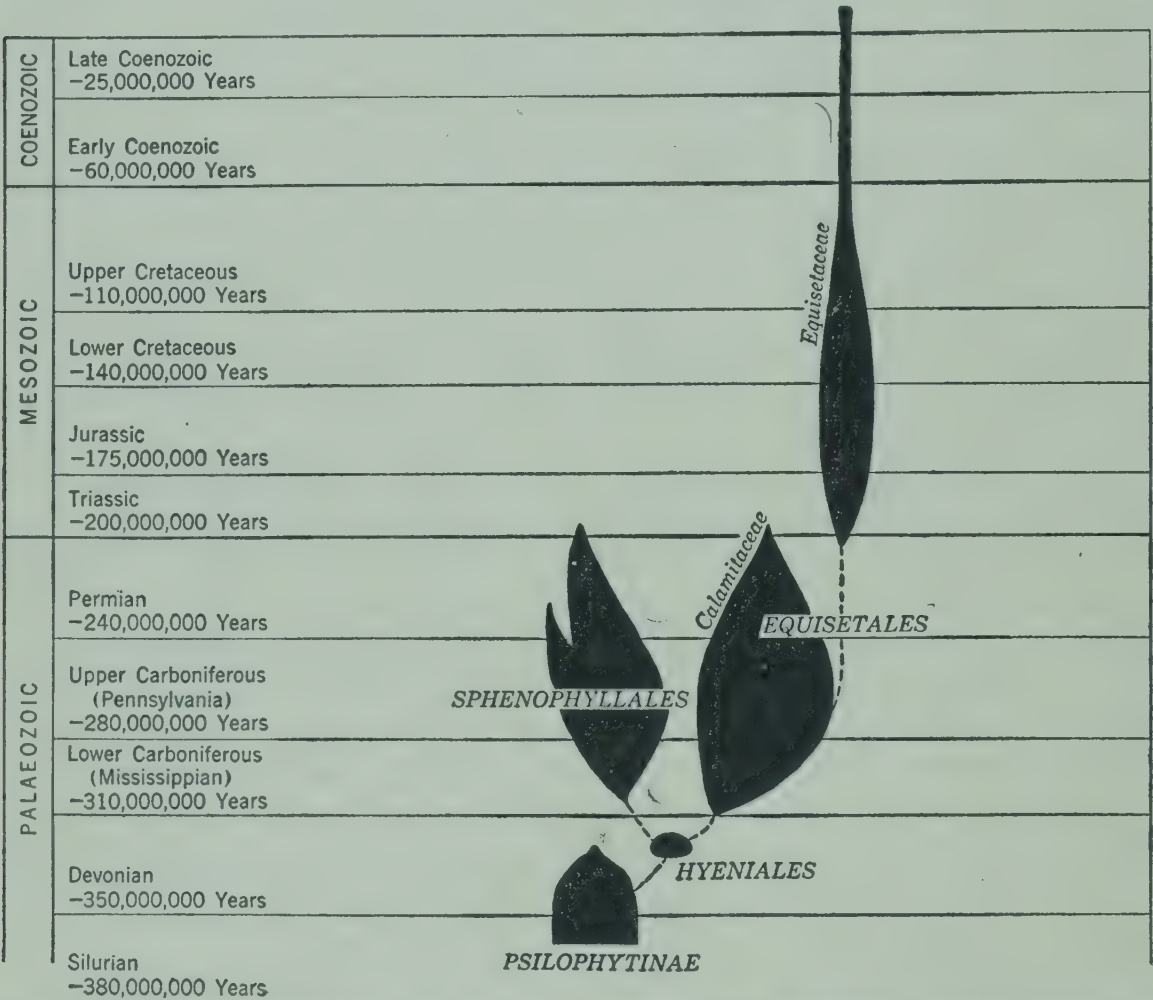 COENOZOIC
Late Coenozoic
−25,000,000 Years
Early Coenozoic
−60,000,000 Years
MESOZOIC
Upper Cretaceous
−110,000,000 Years
Lower Cretaceous
−140,000,000 Years
Jurassic
−175,000,000 Years
Triassic
−200,000,000 Years
Equisetaceae
PALAEOZOIC
Permian
−240,000,000 Years
Upper Carboniferous
(Pennsylvania)
−280,000,000 Years
Lower Carboniferous
(Mississippian)
−310,000,000 Years
Devonian
−350,000,000 Years
Silurian
−380,000,000 Years
Calamitaceae
EQUISETALES
SPHENOPHYLLALES
HYENIALES
PSILOPHYTINAE